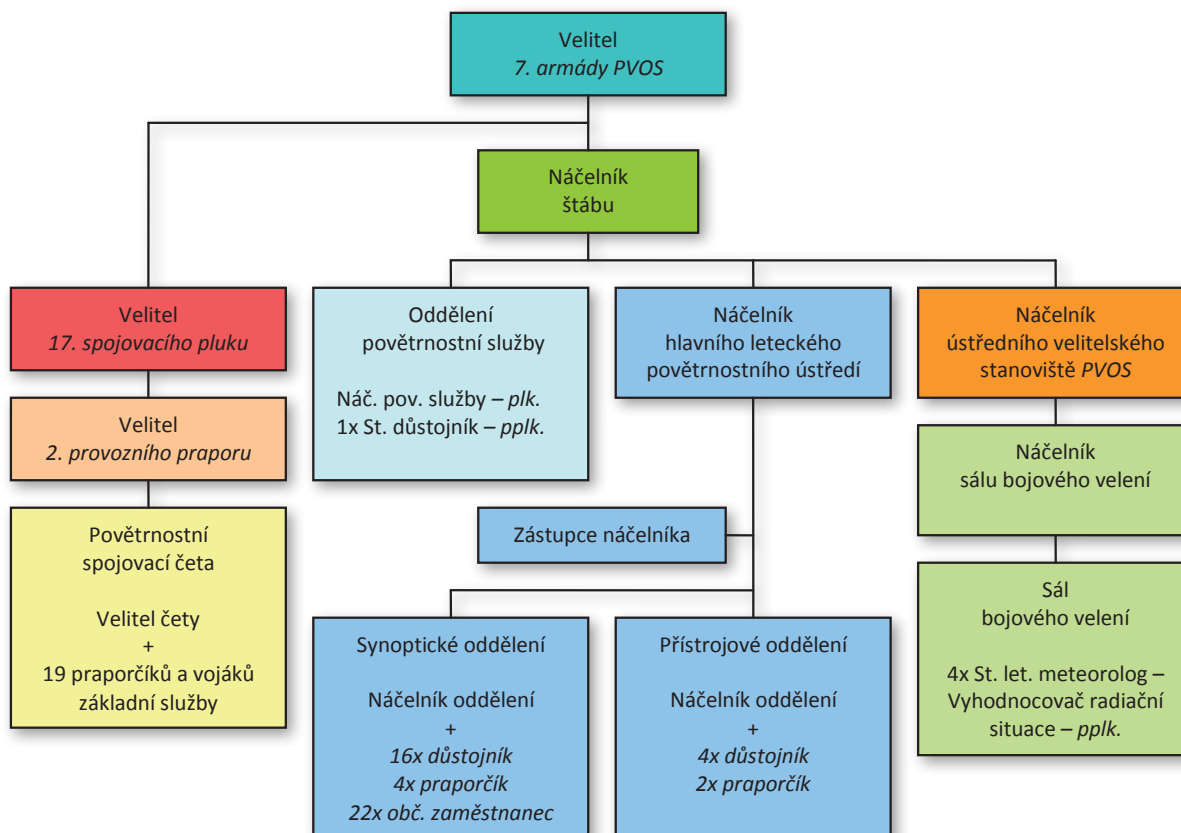 Velitel
7. armády PVOS
Náčelník
štábu
Velitel
17. spojovacího pluku
Velitel
2. provozního praporu
Povětrnostní
spojovací četa
Velitel čety
+
19 praporčíků a vojáků
základní služby
Oddělení
povětrnostní služby
Náč. pov. služby – plk.
1x St. důstojník – pplk.
Náčelník
hlavního leteckého
povětrnostního ústředí
Zástupce náčelníka
Synoptické oddělení
Náčelník oddělení
+
16x důstojník
4x praporčík
22x obč. zaměstnanec
Přístrojové oddělení
Náčelník oddělení
+
4x důstojník
2x praporčík
Náčelník
ústředního velitelského
stanoviště PVOS
Náčelník
sálu bojového velení
Sál
bojového velení
4x St. let. meteorolog –
Vyhodnocovač radiační
situace – pplk.